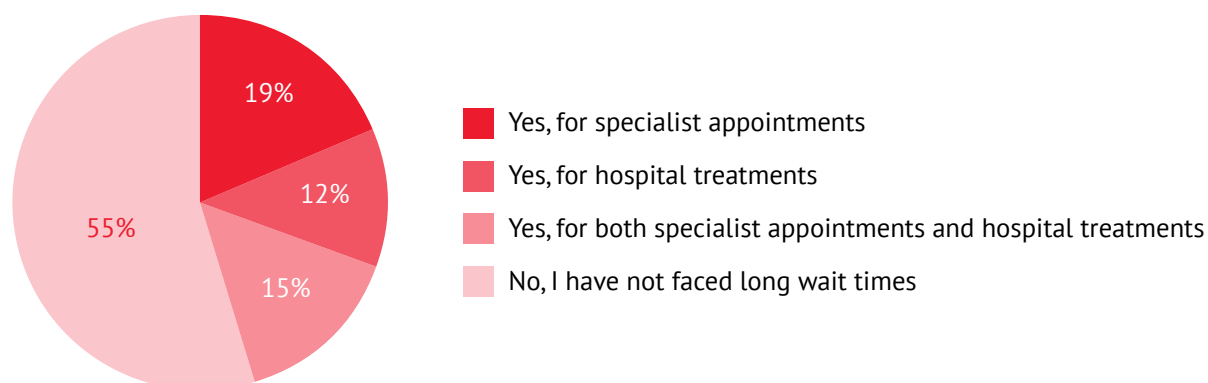 19%
12%
15%
55%
Yes, for specialist appointments
Yes, for hospital treatments
Yes, for both specialist appointments and hospital treatments
No, I have not faced long wait times